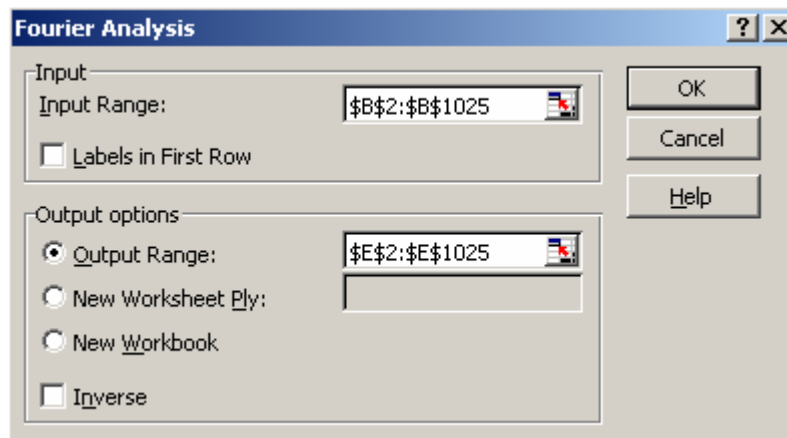 Fourier Analysis
Input
Input Range: $B$2:$B$1025
Labels in First Row
OK
Cancel
Help
Output options
Output Range: $E$2:$E$1025
New Worksheet Ply:
New Workbook
Inverse